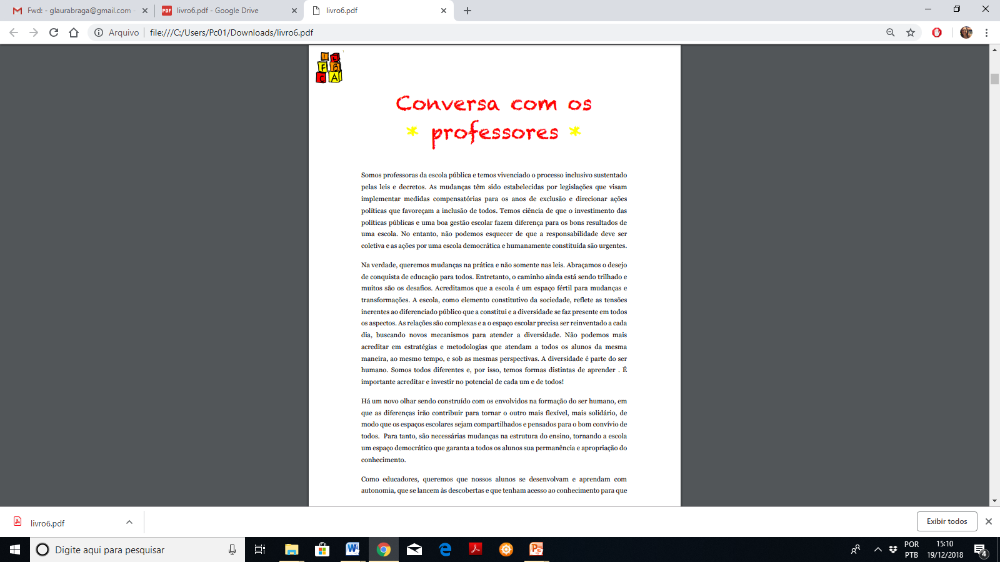 Fwd: - glaurabraga@gmail.com -
livro6.pdf - Google Drive
livro6.pdf
Arquivo
file:///C:/Users/Pc01/Downloads/livro6.pdf
I L
F B
C A
Conversa com os
* professores *
Somos professoras da escola pública e temos vivenciado o processo inclusivo sustentado
pelas leis e decretos. As mudanças têm sido estabelecidas por legislações que visam
implementar medidas compensatórias para os anos de exclusão e direcionar ações
políticas que favoreçam a inclusão de todos. Temos ciência de que o investimento das
políticas públicas e uma boa gestão escolar fazem diferença para os bons resultados de
uma escola. No entanto, não podemos esquecer de que a responsabilidade deve ser
coletiva e as ações por uma escola democrática e humanamente constituída são urgentes.
Na verdade, queremos mudanças na prática e não somente nas leis. Abraçamos o desejo
de conquista de educação para todos. Entretanto, o caminho ainda está sendo trilhado e
muitos são os desafios. Acreditamos que a escola é um espaço fértil para mudanças e
transformações. A escola, como elemento constitutivo da sociedade, reflete as tensões
inerentes ao diferenciado público que a constitui e a diversidade se faz presente em todos
os aspectos. As relações são complexas e a o espaço escolar precisa ser reinventado a cada
dia, buscando novos mecanismos para atender a diversidade. Não podemos mais
acreditar em estratégias e metodologias que atendam a todos os alunos da mesma
maneira, ao mesmo tempo, e sob as mesmas perspectivas. A diversidade é parte do ser
humano. Somos todos diferentes e, por isso, temos formas distintas de aprender . É
importante acreditar e investir no potencial de cada um e de todos!
Há um novo olhar sendo construído com os envolvidos na formação do ser humano, em
que as diferenças irão contribuir para tornar o outro mais flexível, mais solidário, de
modo que os espaços escolares sejam compartilhados e pensados para o bom convívio de
todos. Para tanto, são necessárias mudanças na estrutura do ensino, tornando a escola
um espaço democrático que garanta a todos os alunos sua permanência e apropriação do
conhecimento.
Como educadores, queremos que nossos alunos se desenvolvam e aprendam com
autonomia, que se lancem às descobertas e que tenham acesso ao conhecimento para que
livro6.pdf
Exibir todos
Digite aqui para pesquisar
POR
PTB
15:10
19/12/2018
4